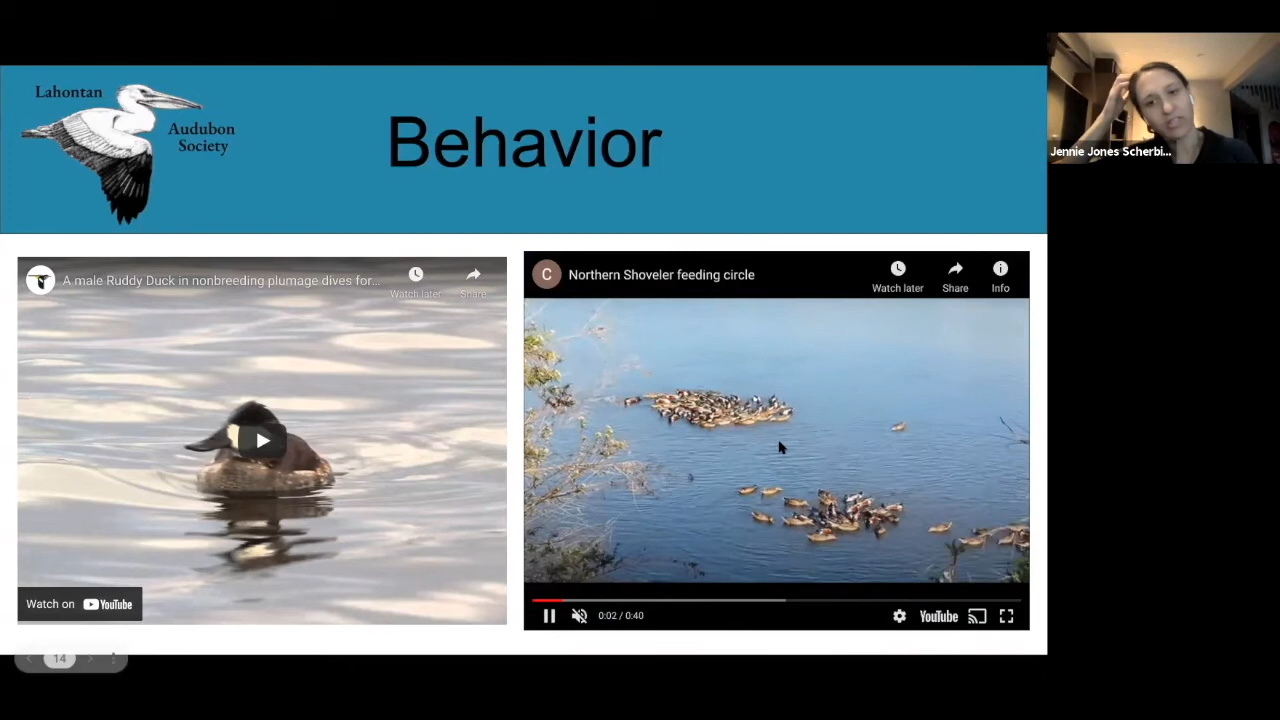 Lahontan
Audubon
Society
Behavior
Jennie Jones Scherbi...
A male Ruddy Duck in nonbreeding plumage dives for...
Watch later
Share
Watch on YouTube
C
Northern Shoveler feeding circle
Watch later
Share
Info
0:02 / 0:40
YouTube
14